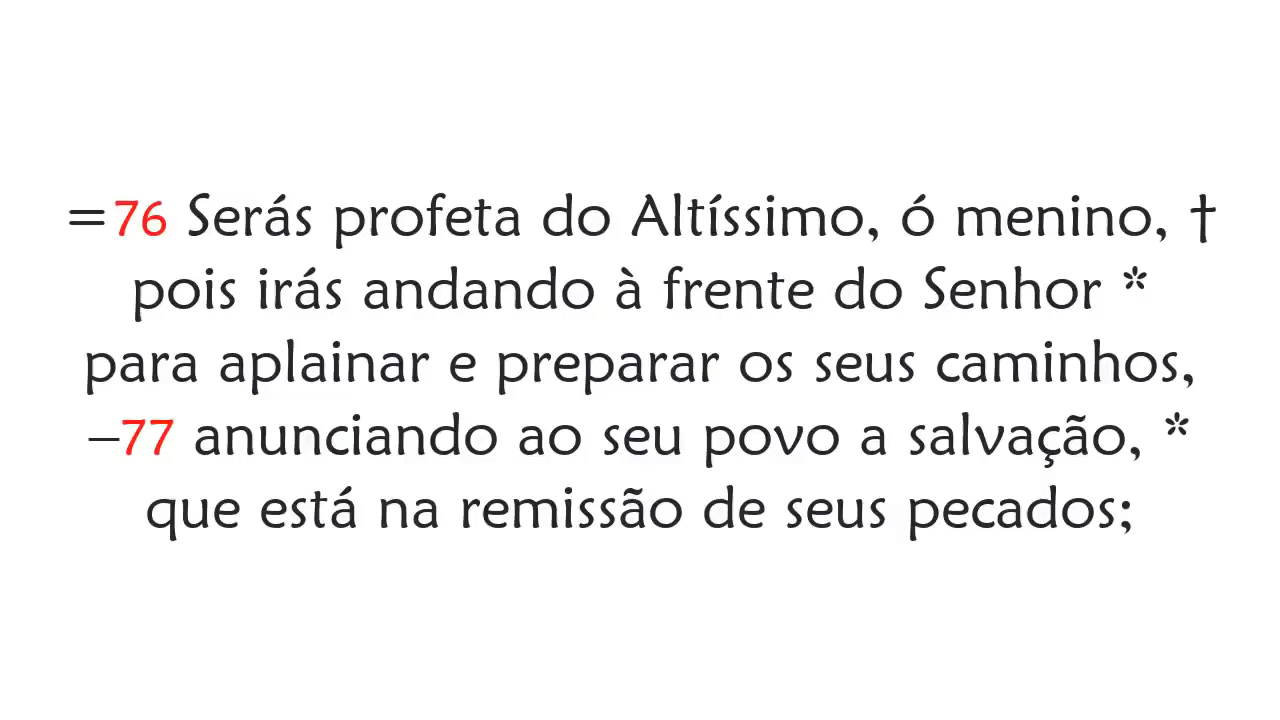 =76 Serás profeta do Altíssimo, ó menino, †
pois irás andando à frente do Senhor *
para aplainar e preparar os seus caminhos,
–77 anunciando ao seu povo a salvação, *
que está na remissão de seus pecados;